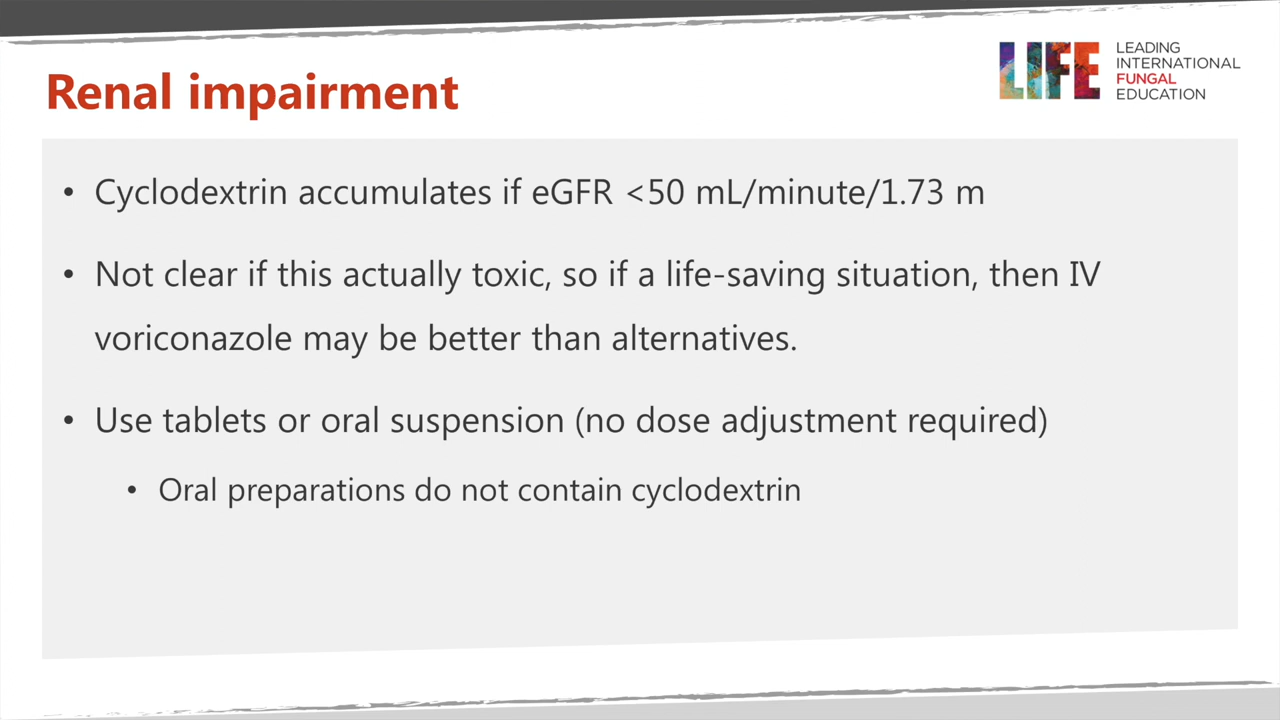 Renal impairment
LIFE
LEADING
INTERNATIONAL
FUNGAL
EDUCATION
• Cyclodextrin accumulates if eGFR <50 mL/minute/1.73 m
• Not clear if this actually toxic, so if a life-saving situation, then IV
voriconazole may be better than alternatives.
• Use tablets or oral suspension (no dose adjustment required)
• Oral preparations do not contain cyclodextrin